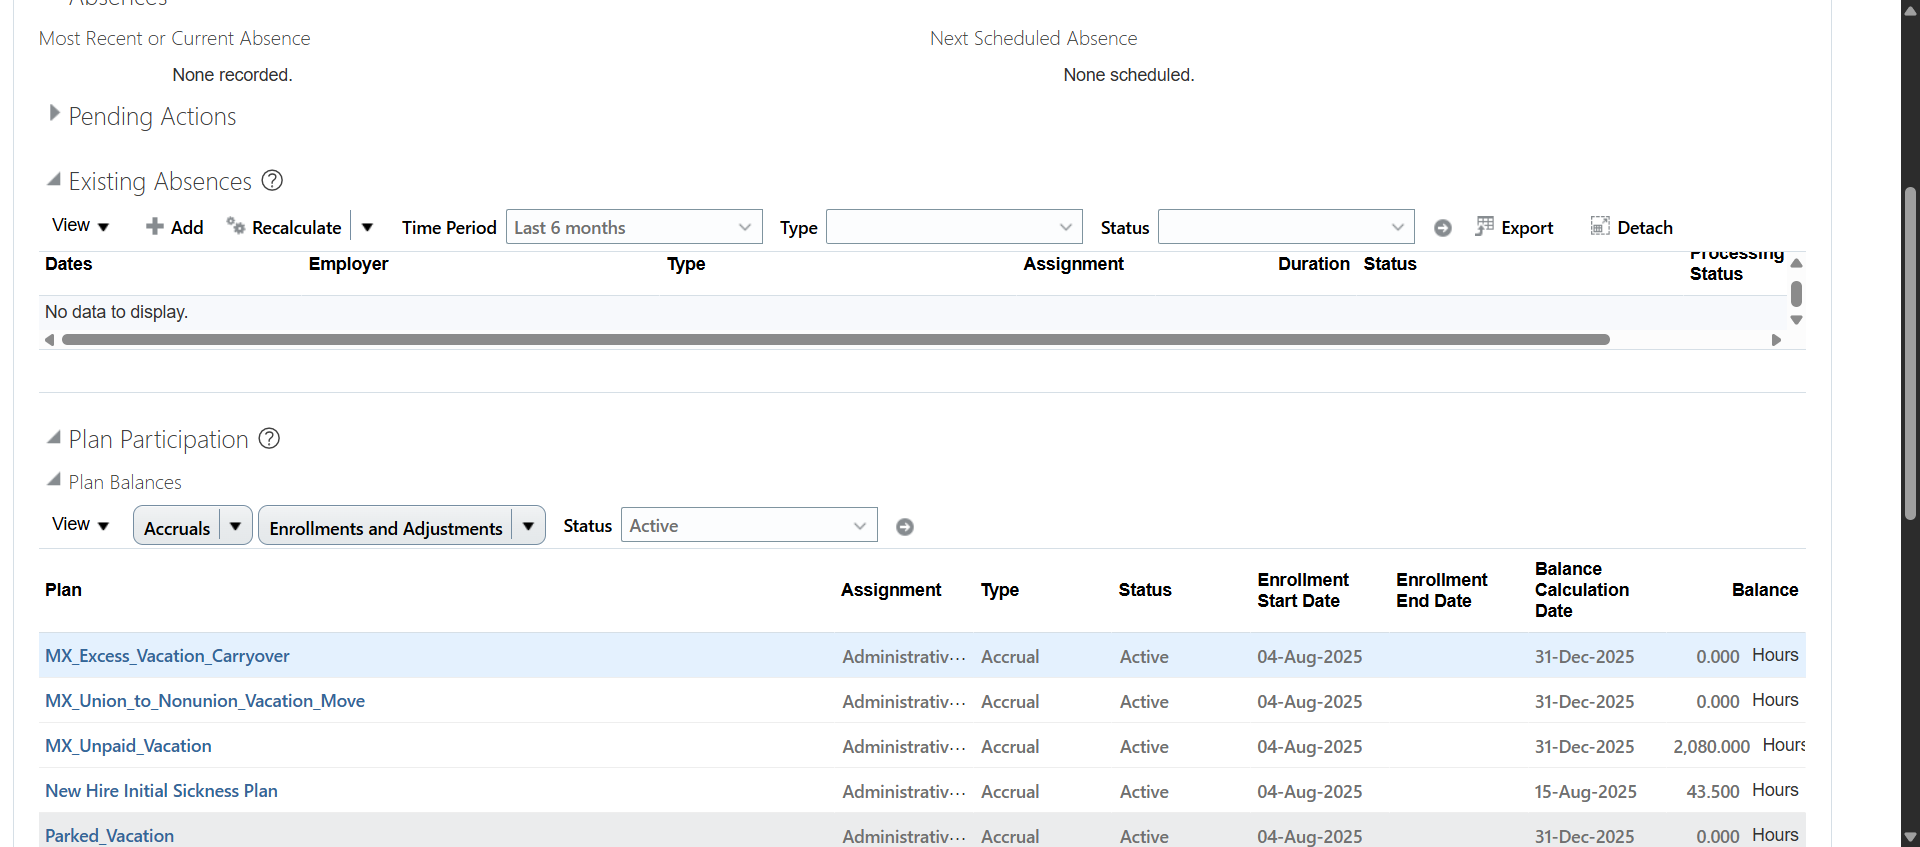 Absences
Most Recent or Current Absence Next Scheduled Absence
None recorded. None scheduled.
Pending Actions
Existing Absences
View Add Recalculate Time Period Last 6 months Type Status Export Detach
Dates Employer Type Assignment Duration Status Processing Status
No data to display.
Plan Participation
Plan Balances
View Accruals Enrollments and Adjustments Status Active
Plan Assignment Type Status Enrollment Start Date Enrollment End Date Balance Calculation Date Balance
MX_Excess_Vacation_Carryover Administrativ... Accrual Active 04-Aug-2025 31-Dec-2025 0.000 Hours
MX_Union_to_Nonunion_Vacation_Move Administrativ... Accrual Active 04-Aug-2025 31-Dec-2025 0.000 Hours
MX_Unpaid_Vacation Administrativ... Accrual Active 04-Aug-2025 31-Dec-2025 2,080.000 Hours
New Hire Initial Sickness Plan Administrativ... Accrual Active 04-Aug-2025 15-Aug-2025 43.500 Hours
Parked_Vacation Administrativ... Accrual Active 04-Aug-2025 31-Dec-2025 0.000 Hours